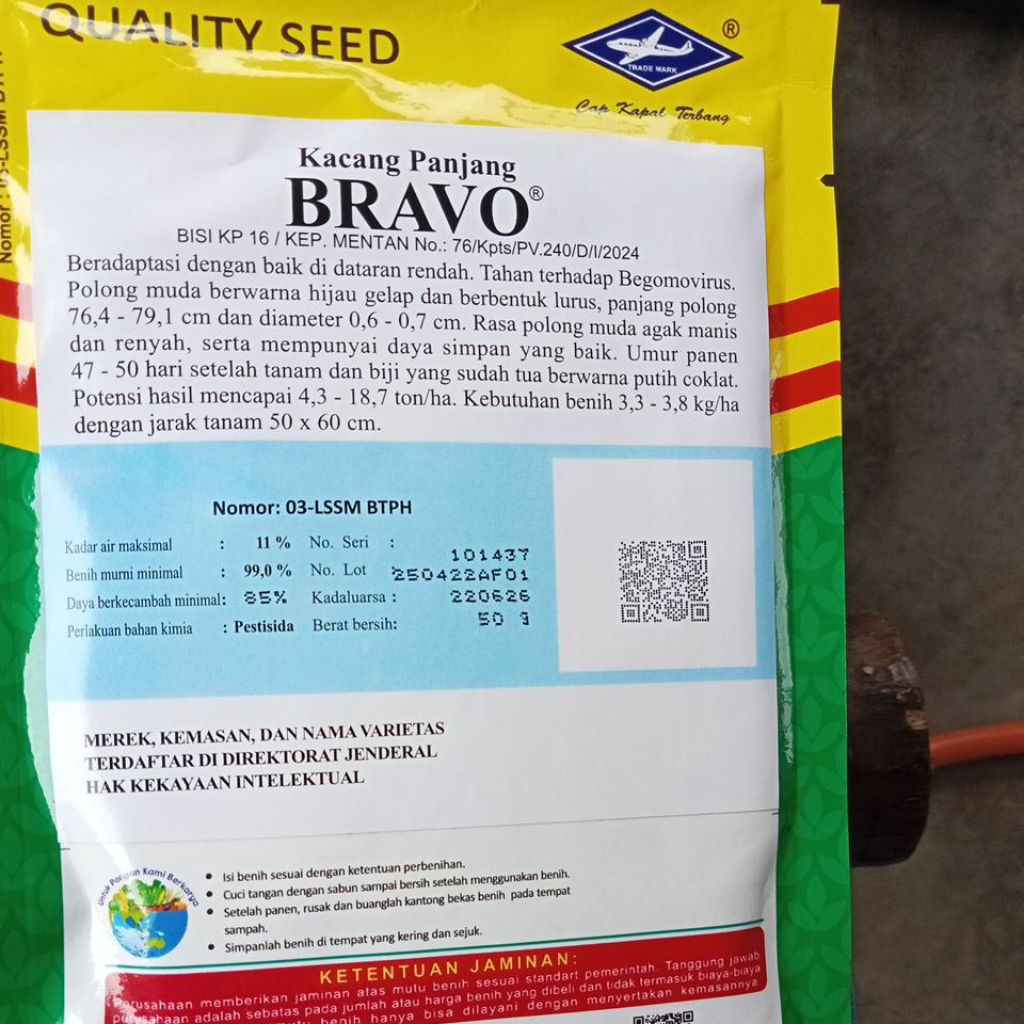 QUALITY SEED
®
TRADE MARK
Cap Kapal Terbang
Kacang Panjang
BRAVO®
BISI KP 16 / KEP. MENTAN No.: 76/Kpts/PV.240/D/I/2024
Beradaptasi dengan baik di dataran rendah. Tahan terhadap Begomovirus.
Polong muda berwarna hijau gelap dan berbentuk lurus, panjang polong
76,4 - 79,1 cm dan diameter 0,6 - 0,7 cm. Rasa polong muda agak manis
dan renyah, serta mempunyai daya simpan yang baik. Umur panen
47 - 50 hari setelah tanam dan biji yang sudah tua berwarna putih coklat.
Potensi hasil mencapai 4,3 - 18,7 ton/ha. Kebutuhan benih 3,3 - 3,8 kg/ha
dengan jarak tanam 50 x 60 cm.
Nomor: 03-LSSM BTPH
Kadar air maksimal : 11 % No. Seri : 101437
Benih murni minimal : 99,0 % No. Lot 250422AF01
Daya berkecambah minimal: 85% Kadaluarsa : 220626
Perlakuan bahan kimia : Pestisida Berat bersih: 50 g
MEREK, KEMASAN, DAN NAMA VARIETAS
TERDAFTAR DI DIREKTORAT JENDERAL
HAK KEKAYAAN INTELEKTUAL
Untuk Pangan Kami Berkarya
• Isi benih sesuai dengan ketentuan perbenihan.
• Cuci tangan dengan sabun sampai bersih setelah menggunakan benih.
• Setelah panen, rusak dan buanglah kantong bekas benih pada tempat
sampah.
• Simpanlah benih di tempat yang kering dan sejuk.
KETENTUAN JAMINAN:
Perusahaan memberikan jaminan atas mutu benih sesuai standart pemerintah. Tanggung jawab
perusahaan adalah sebatas pada jumlah atau harga benih yang dibeli dan tidak termasuk biaya-biaya
benih hanya bisa dilayani dengan menyertakan kemasannya